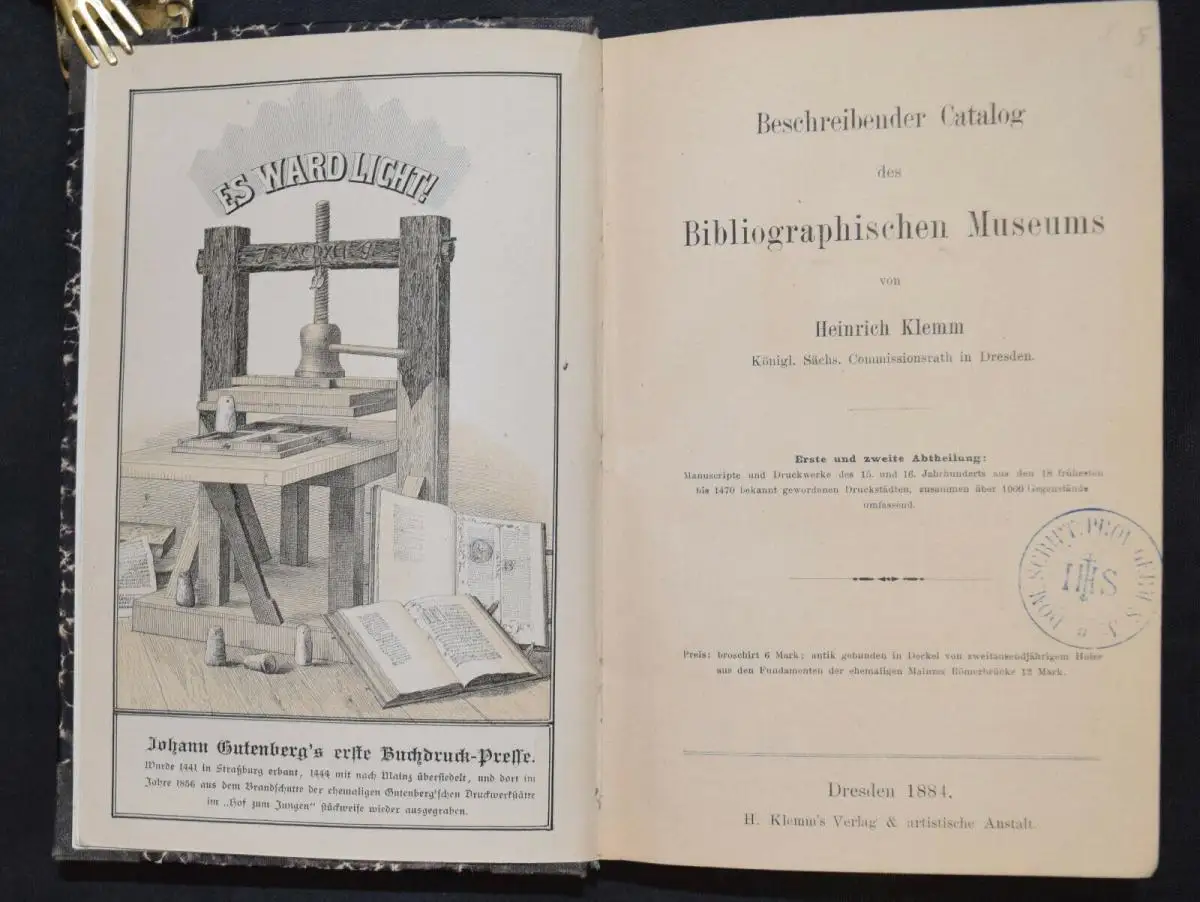 ES WARD LICHT!
Johann Gutenberg's erſte Buchdruck-Preſſe.
Wurde 1441 in Straßburg erbaut, 1444 mit nach Mainz überſiedelt, und dort im
Jahre 1856 aus dem Brandſchutte der ehemaligen Gutenberg'ſchen Druckwerkſtätte
im „Hof zum Jungen" ſtückweiſe wieder ausgegraben.
Beschreibender Catalog
des
Bibliographischen Museums
von
Heinrich Klemm
Königl. Sächs. Commissionsrath in Dresden.
Erste und zweite Abtheilung:
Manuscripte und Druckwerke des 15. und 16. Jahrhunderts aus den 18 frühesten
bis 1470 bekannt gewordenen Druckstädten, zusammen über 1000 Gegenstände
umfassend.
DOM. SCRIPT. PROV. GERM. S. J.
IHS
Preis: broschirt 6 Mark; antik gebunden in Deckel von zweitausendjährigem Holze
aus den Fundamenten der ehemaligen Mainzer Römerbrücke 12 Mark.
Dresden 1884.
H. Klemm's Verlag & artistische Anstalt.